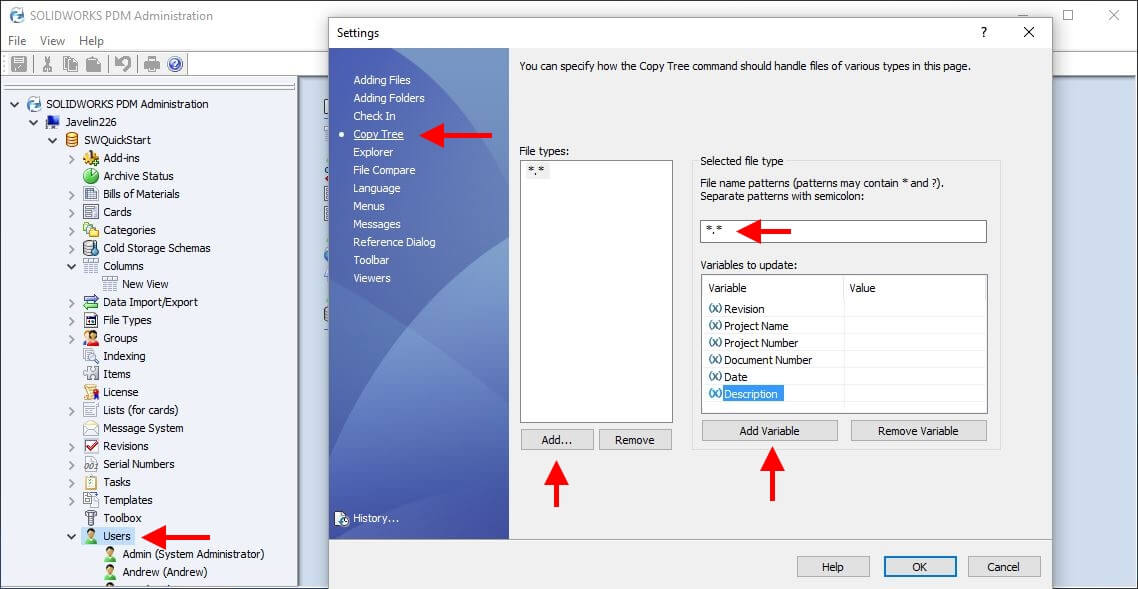 SOLIDWORKS PDM Administration
File View Help
SOLIDWORKS PDM Administration
Javelin226
SWQuickStart
Add-ins
Archive Status
Bills of Materials
Cards
Categories
Cold Storage Schemas
Columns
New View
Data Import/Export
File Types
Groups
Indexing
Items
License
Lists (for cards)
Message System
Revisions
Serial Numbers
Tasks
Templates
Toolbox
Users
Admin (System Administrator)
Andrew (Andrew)
Settings
Adding Files
Adding Folders
Check In
Copy Tree
Explorer
File Compare
Language
Menus
Messages
Reference Dialog
Toolbar
Viewers
History...
You can specify how the Copy Tree command should handle files of various types in this page.
File types:
*.*
Add...
Remove
Selected file type
File name patterns (patterns may contain * and ?).
Separate patterns with semicolon:
*.*
Variables to update:
Variable Value
(x) Revision
(x) Project Name
(x) Project Number
(x) Document Number
(x) Date
(x) Description
Add Variable
Remove Variable
Help
OK
Cancel